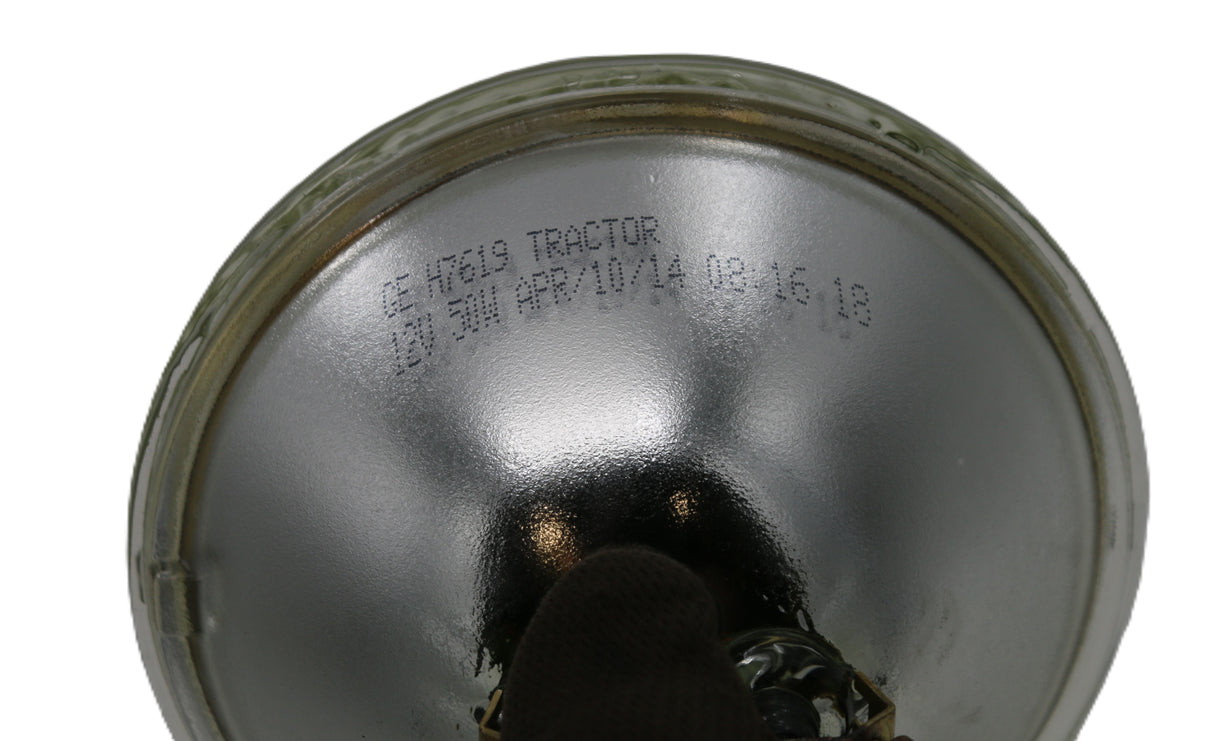 GE H7619 TRACTOR
12V 50W APR/10/14 08:16:18